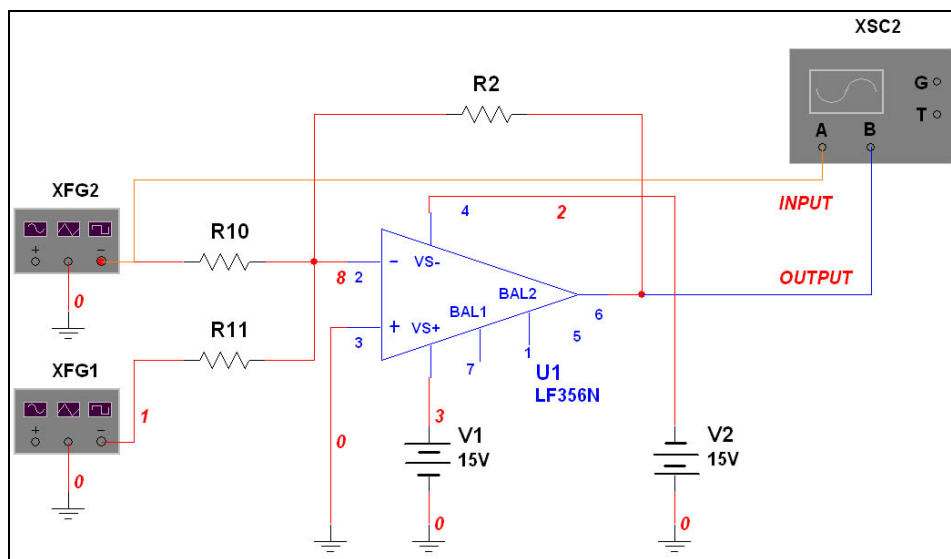 XSC2
G
T
A
B
R2
XFG2
+
−
0
R10
INPUT
OUTPUT
4
2
VS-
−
2
8
BAL2
BAL1
6
5
+
3
VS+
7
1
U1
LF356N
R11
XFG1
+
−
1
0
0
3
V1
15V
0
V2
15V
0